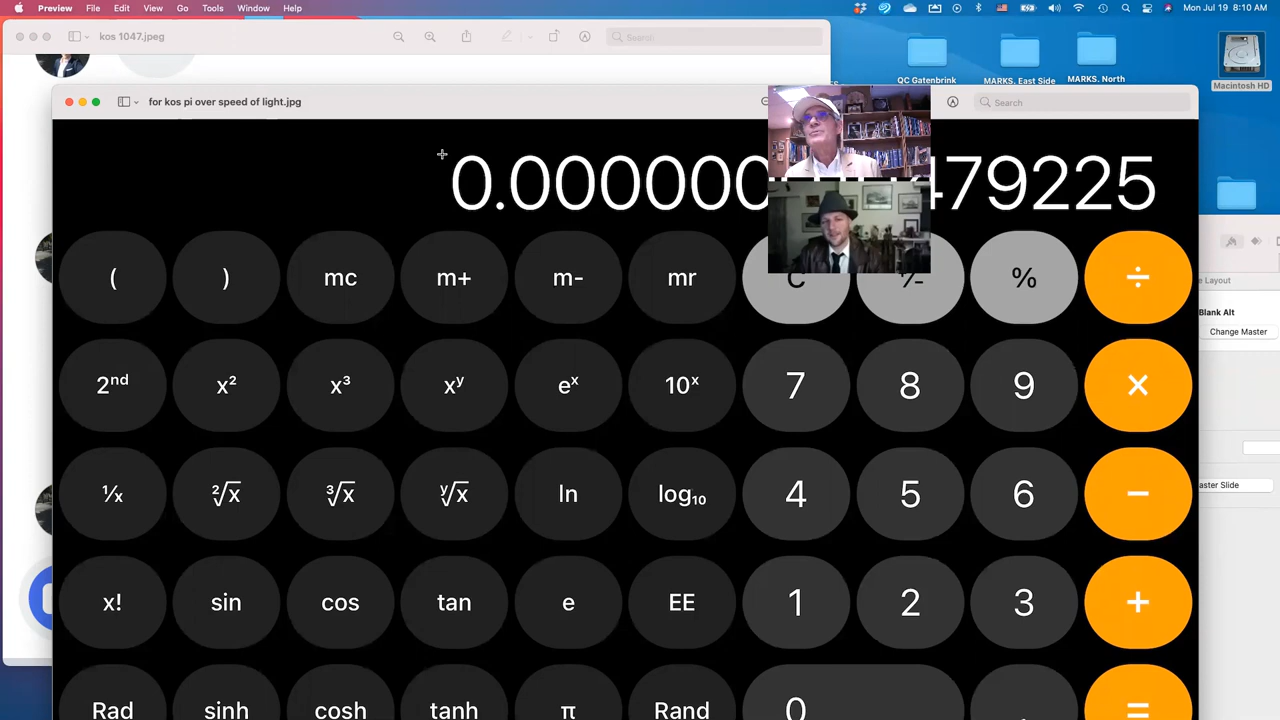 Preview File Edit View Go Tools Window Help Mon Jul 19 8:10 AM
kos 1047.jpeg
Search
QC Gatenbrink
MARKS. East Side
MARKS. North
Macintosh HD
for kos pi over speed of light.jpg
Search
0.000000
479225
( ) mc m+ m- mr C +⁄- % ÷
2nd x² x³ xʸ eˣ 10ˣ 7 8 9 ×
¹⁄x ²√x ³√x ʸ√x ln log₁₀ 4 5 6 −
x! sin cos tan e EE 1 2 3 +
Rad sinh cosh tanh π Rand 0 . =
Layout
Blank Alt
Change Master
aster Slide